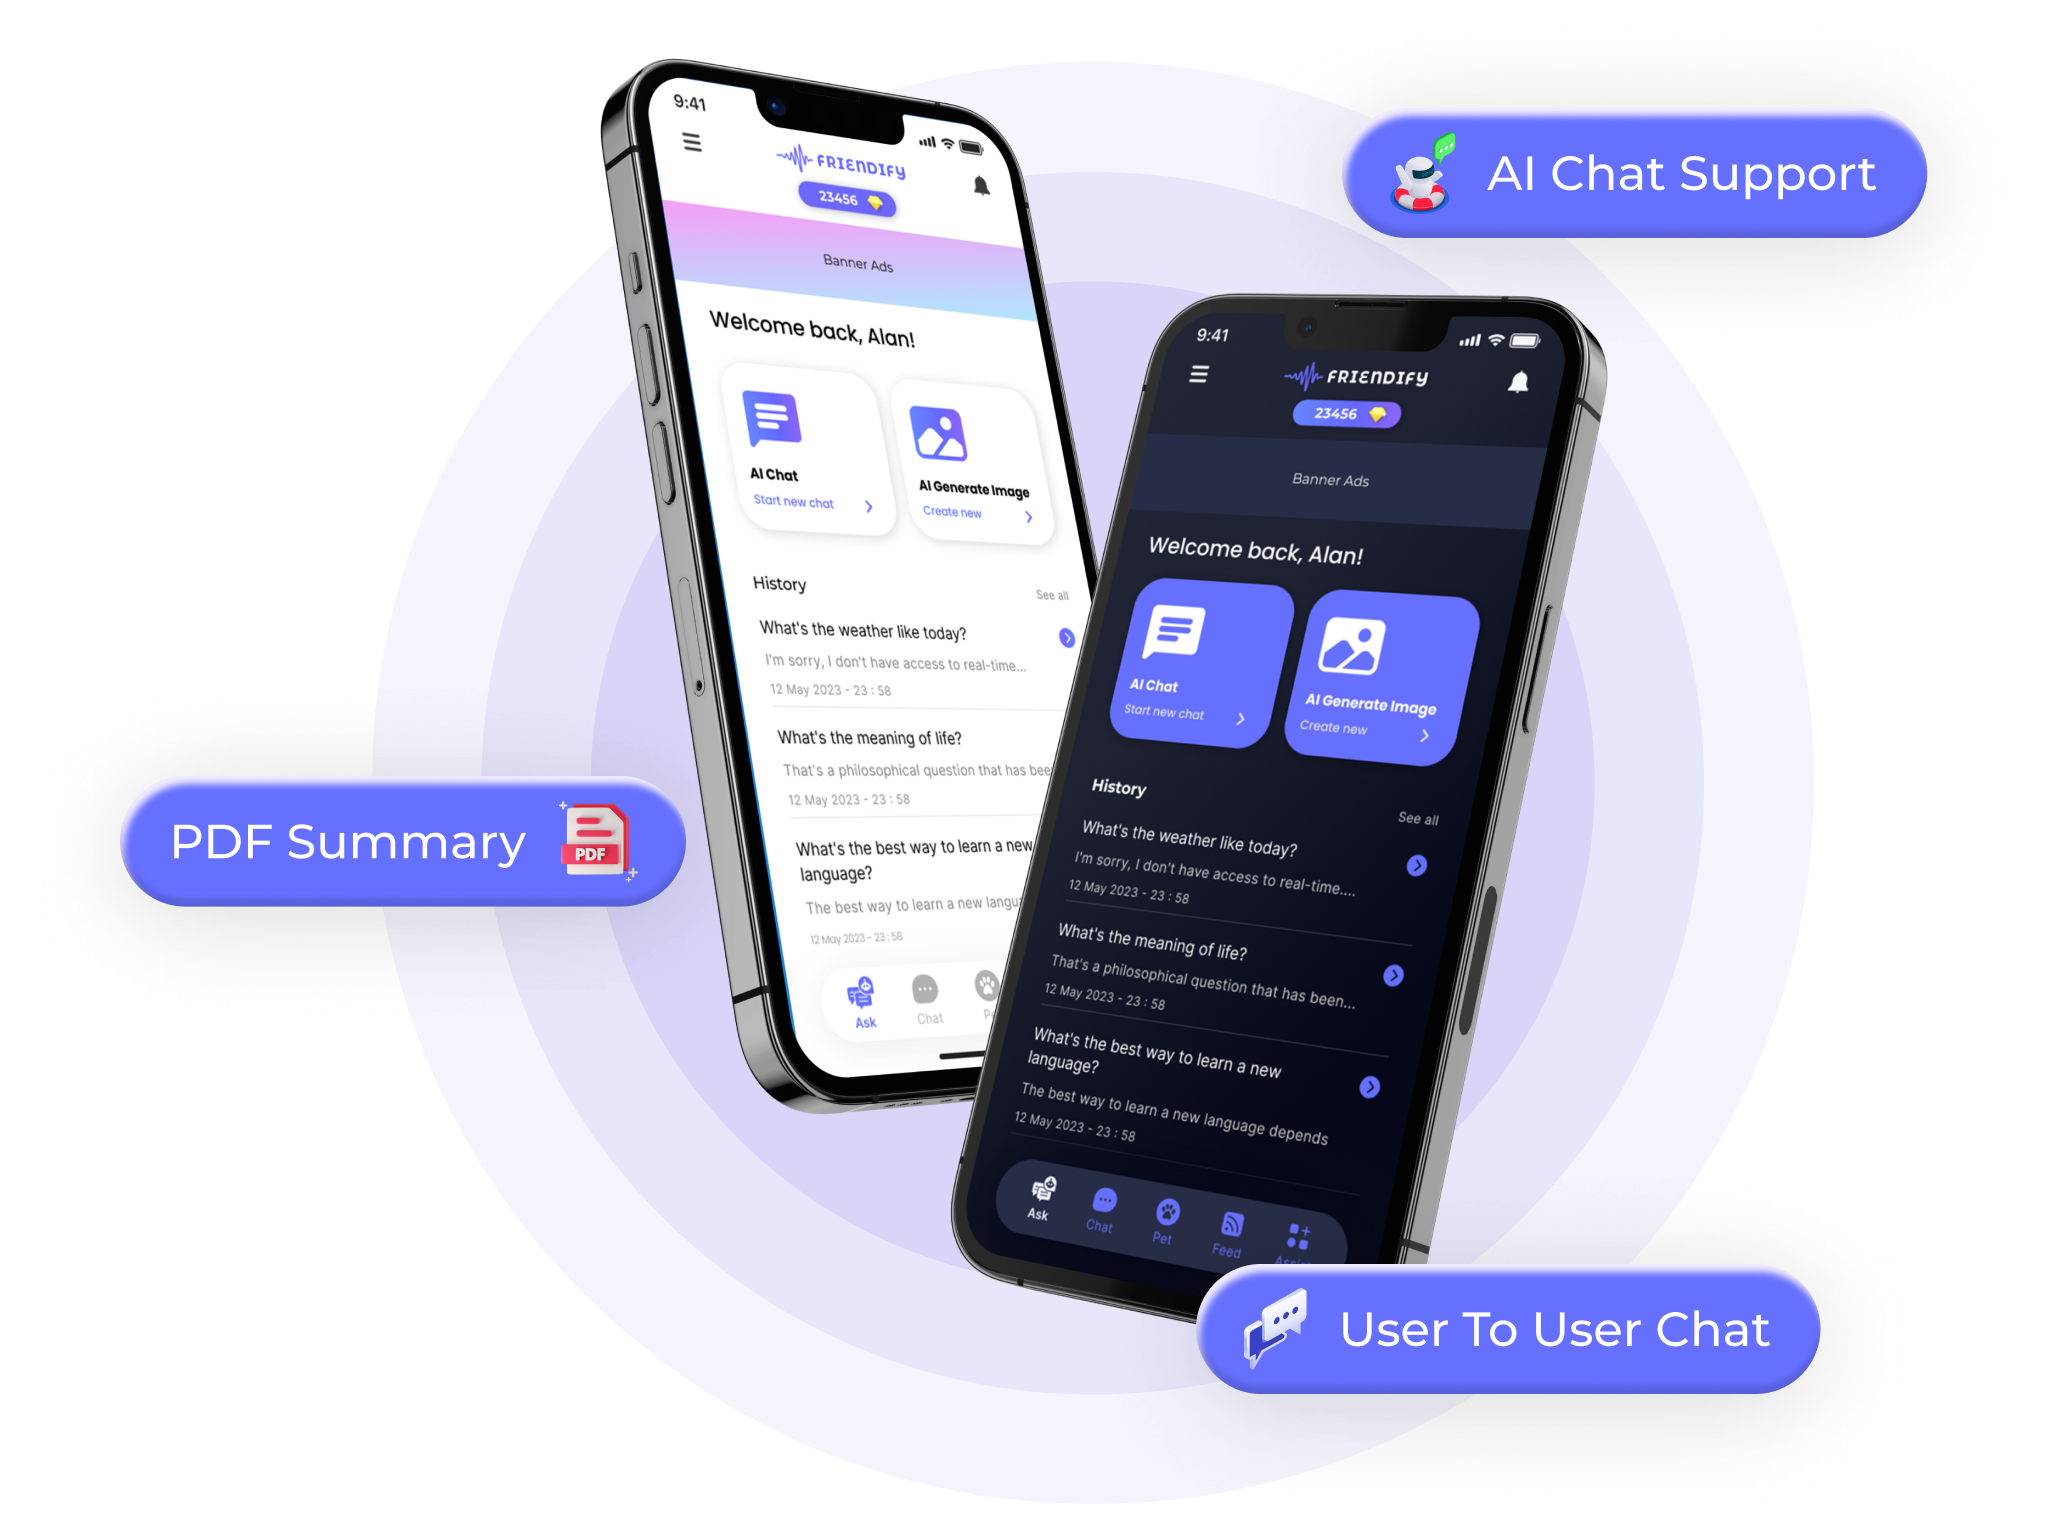 9:41
FRIENDIFY
23456
Banner Ads
Welcome back, Alan!
AI Chat
Start new chat
AI Generate Image
Create new
History
See all
What's the weather like today?
I'm sorry, I don't have access to real-time...
12 May 2023 - 23 : 58
What's the meaning of life?
That's a philosophical question that has bee
12 May 2023 - 23 : 58
What's the best way to learn a new
language?
The best way to learn a new langu
12 May 2023 - 23 : 58
Ask
Chat
AI Chat Support
9:41
FRIENDIFY
23456
Banner Ads
Welcome back, Alan!
AI Chat
Start new chat
AI Generate Image
Create new
History
See all
What's the weather like today?
I'm sorry, I don't have access to real-time....
12 May 2023 - 23 : 58
What's the meaning of life?
That's a philosophical question that has been...
12 May 2023 - 23 : 58
What's the best way to learn a new
language?
The best way to learn a new language depends
12 May 2023 - 23 : 58
Ask
Chat
Pet
Feed
PDF Summary
PDF
User To User Chat